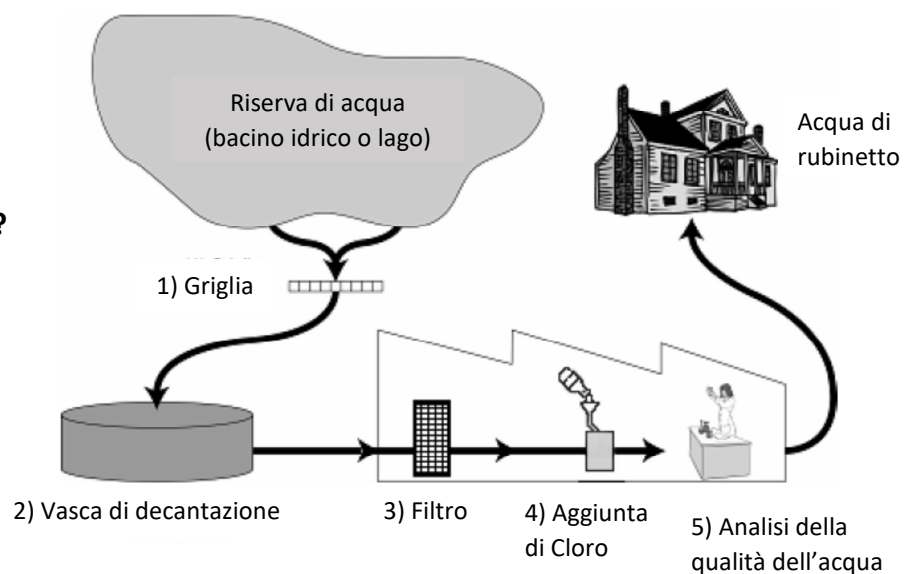 Riserva di acqua
(bacino idrico o lago)
Acqua di
rubinetto
?
1) Griglia
2) Vasca di decantazione
3) Filtro
4) Aggiunta
di Cloro
5) Analisi della
qualità dell'acqua